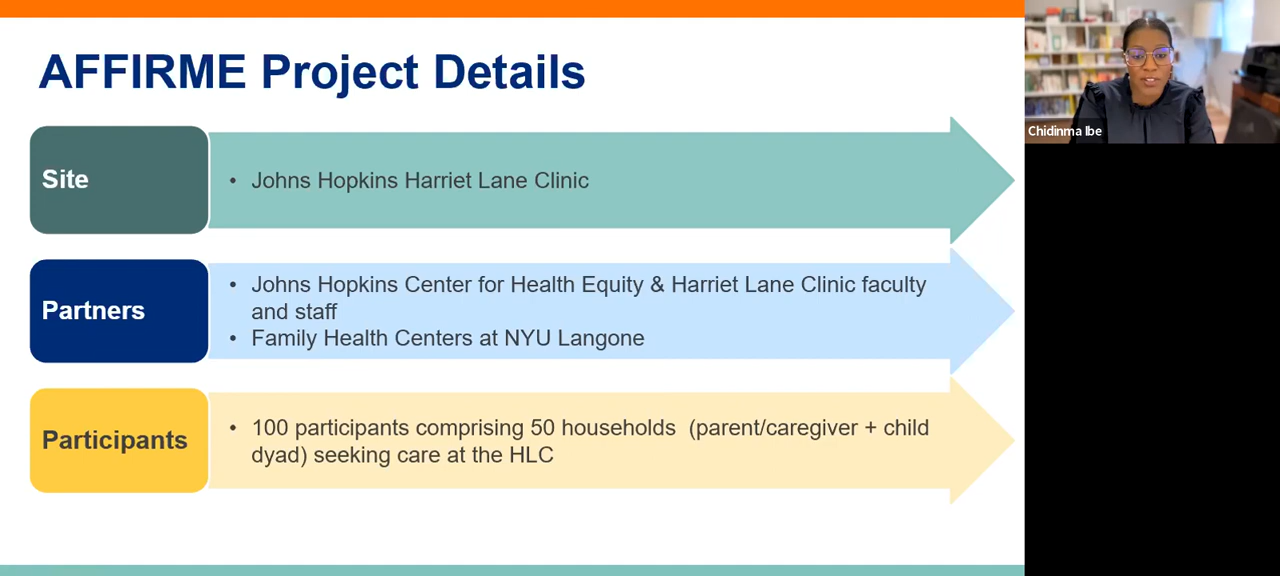 AFFIRME Project Details
Chidinma Ibe
Site
• Johns Hopkins Harriet Lane Clinic
Partners
• Johns Hopkins Center for Health Equity & Harriet Lane Clinic faculty
and staff
• Family Health Centers at NYU Langone
Participants
• 100 participants comprising 50 households (parent/caregiver + child
dyad) seeking care at the HLC